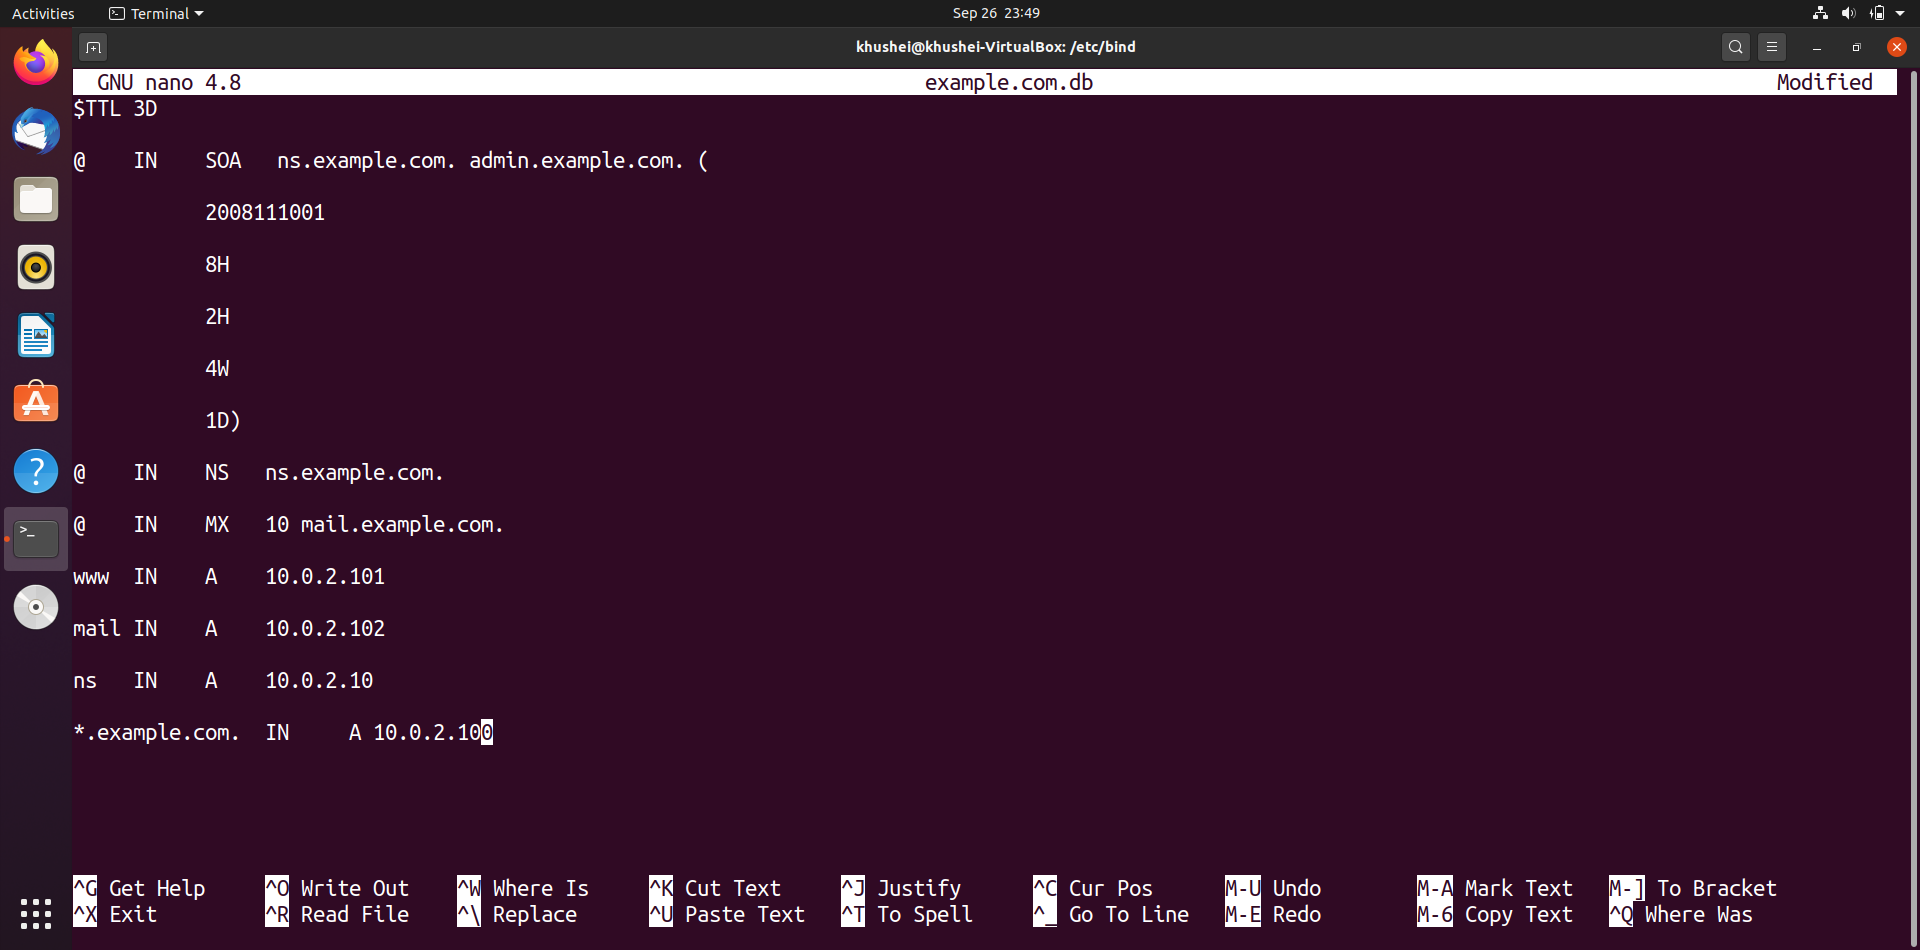 Activities Terminal Sep 26 23:49
khushei@khushei-VirtualBox: /etc/bind
GNU nano 4.8 example.com.db Modified
$TTL 3D
@ IN SOA ns.example.com. admin.example.com. (
2008111001
8H
2H
4W
1D)
@ IN NS ns.example.com.
@ IN MX 10 mail.example.com.
www IN A 10.0.2.101
mail IN A 10.0.2.102
ns IN A 10.0.2.10
*.example.com. IN A 10.0.2.100
^G Get Help ^O Write Out ^W Where Is ^K Cut Text ^J Justify ^C Cur Pos M-U Undo M-A Mark Text M-] To Bracket
^X Exit ^R Read File ^\ Replace ^U Paste Text ^T To Spell ^_ Go To Line M-E Redo M-6 Copy Text ^Q Where Was